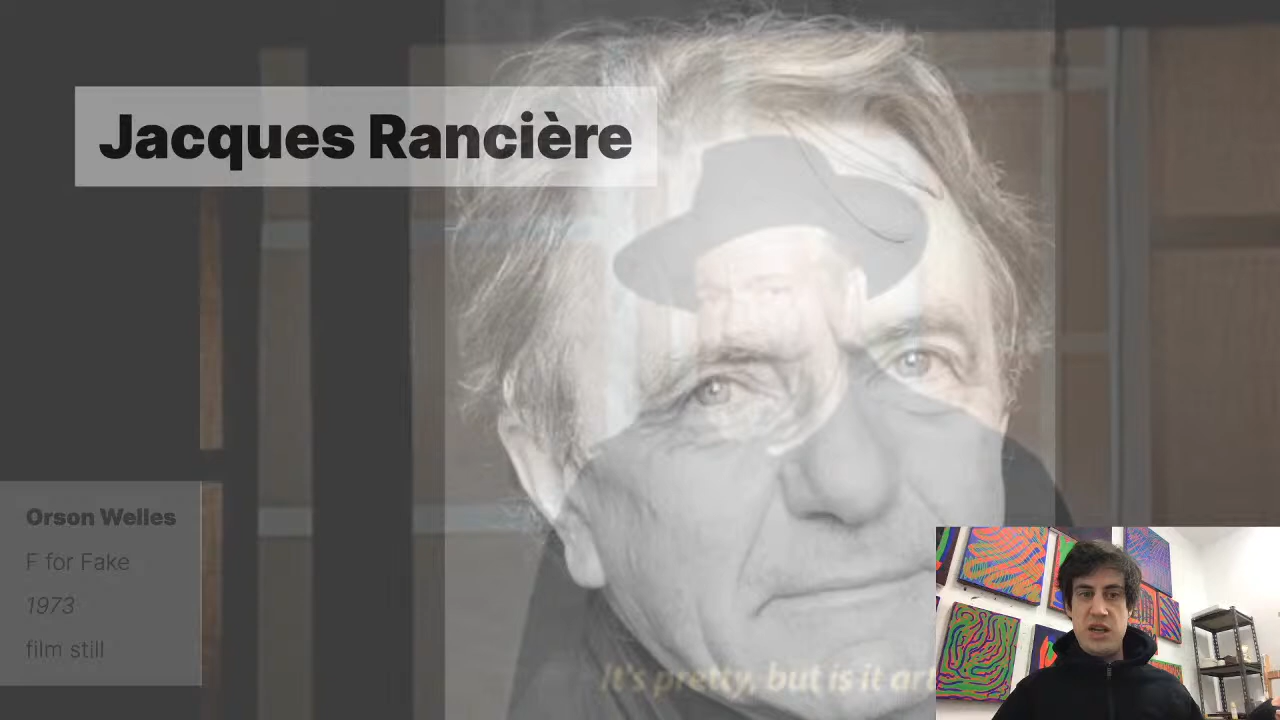 Jacques Rancière
Orson Welles
F for Fake
1973
film still
It's pretty, but is it art